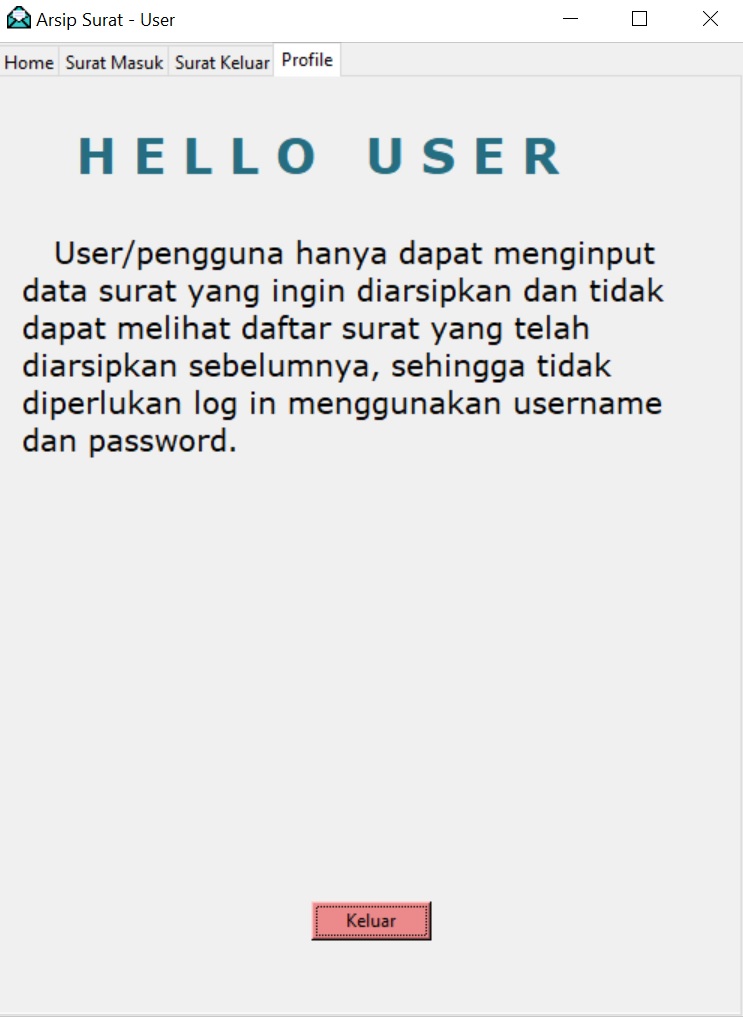 Arsip Surat - User
Home Surat Masuk Surat Keluar Profile
HELLO USER
User/pengguna hanya dapat menginput
data surat yang ingin diarsipkan dan tidak
dapat melihat daftar surat yang telah
diarsipkan sebelumnya, sehingga tidak
diperlukan log in menggunakan username
dan password.
Keluar